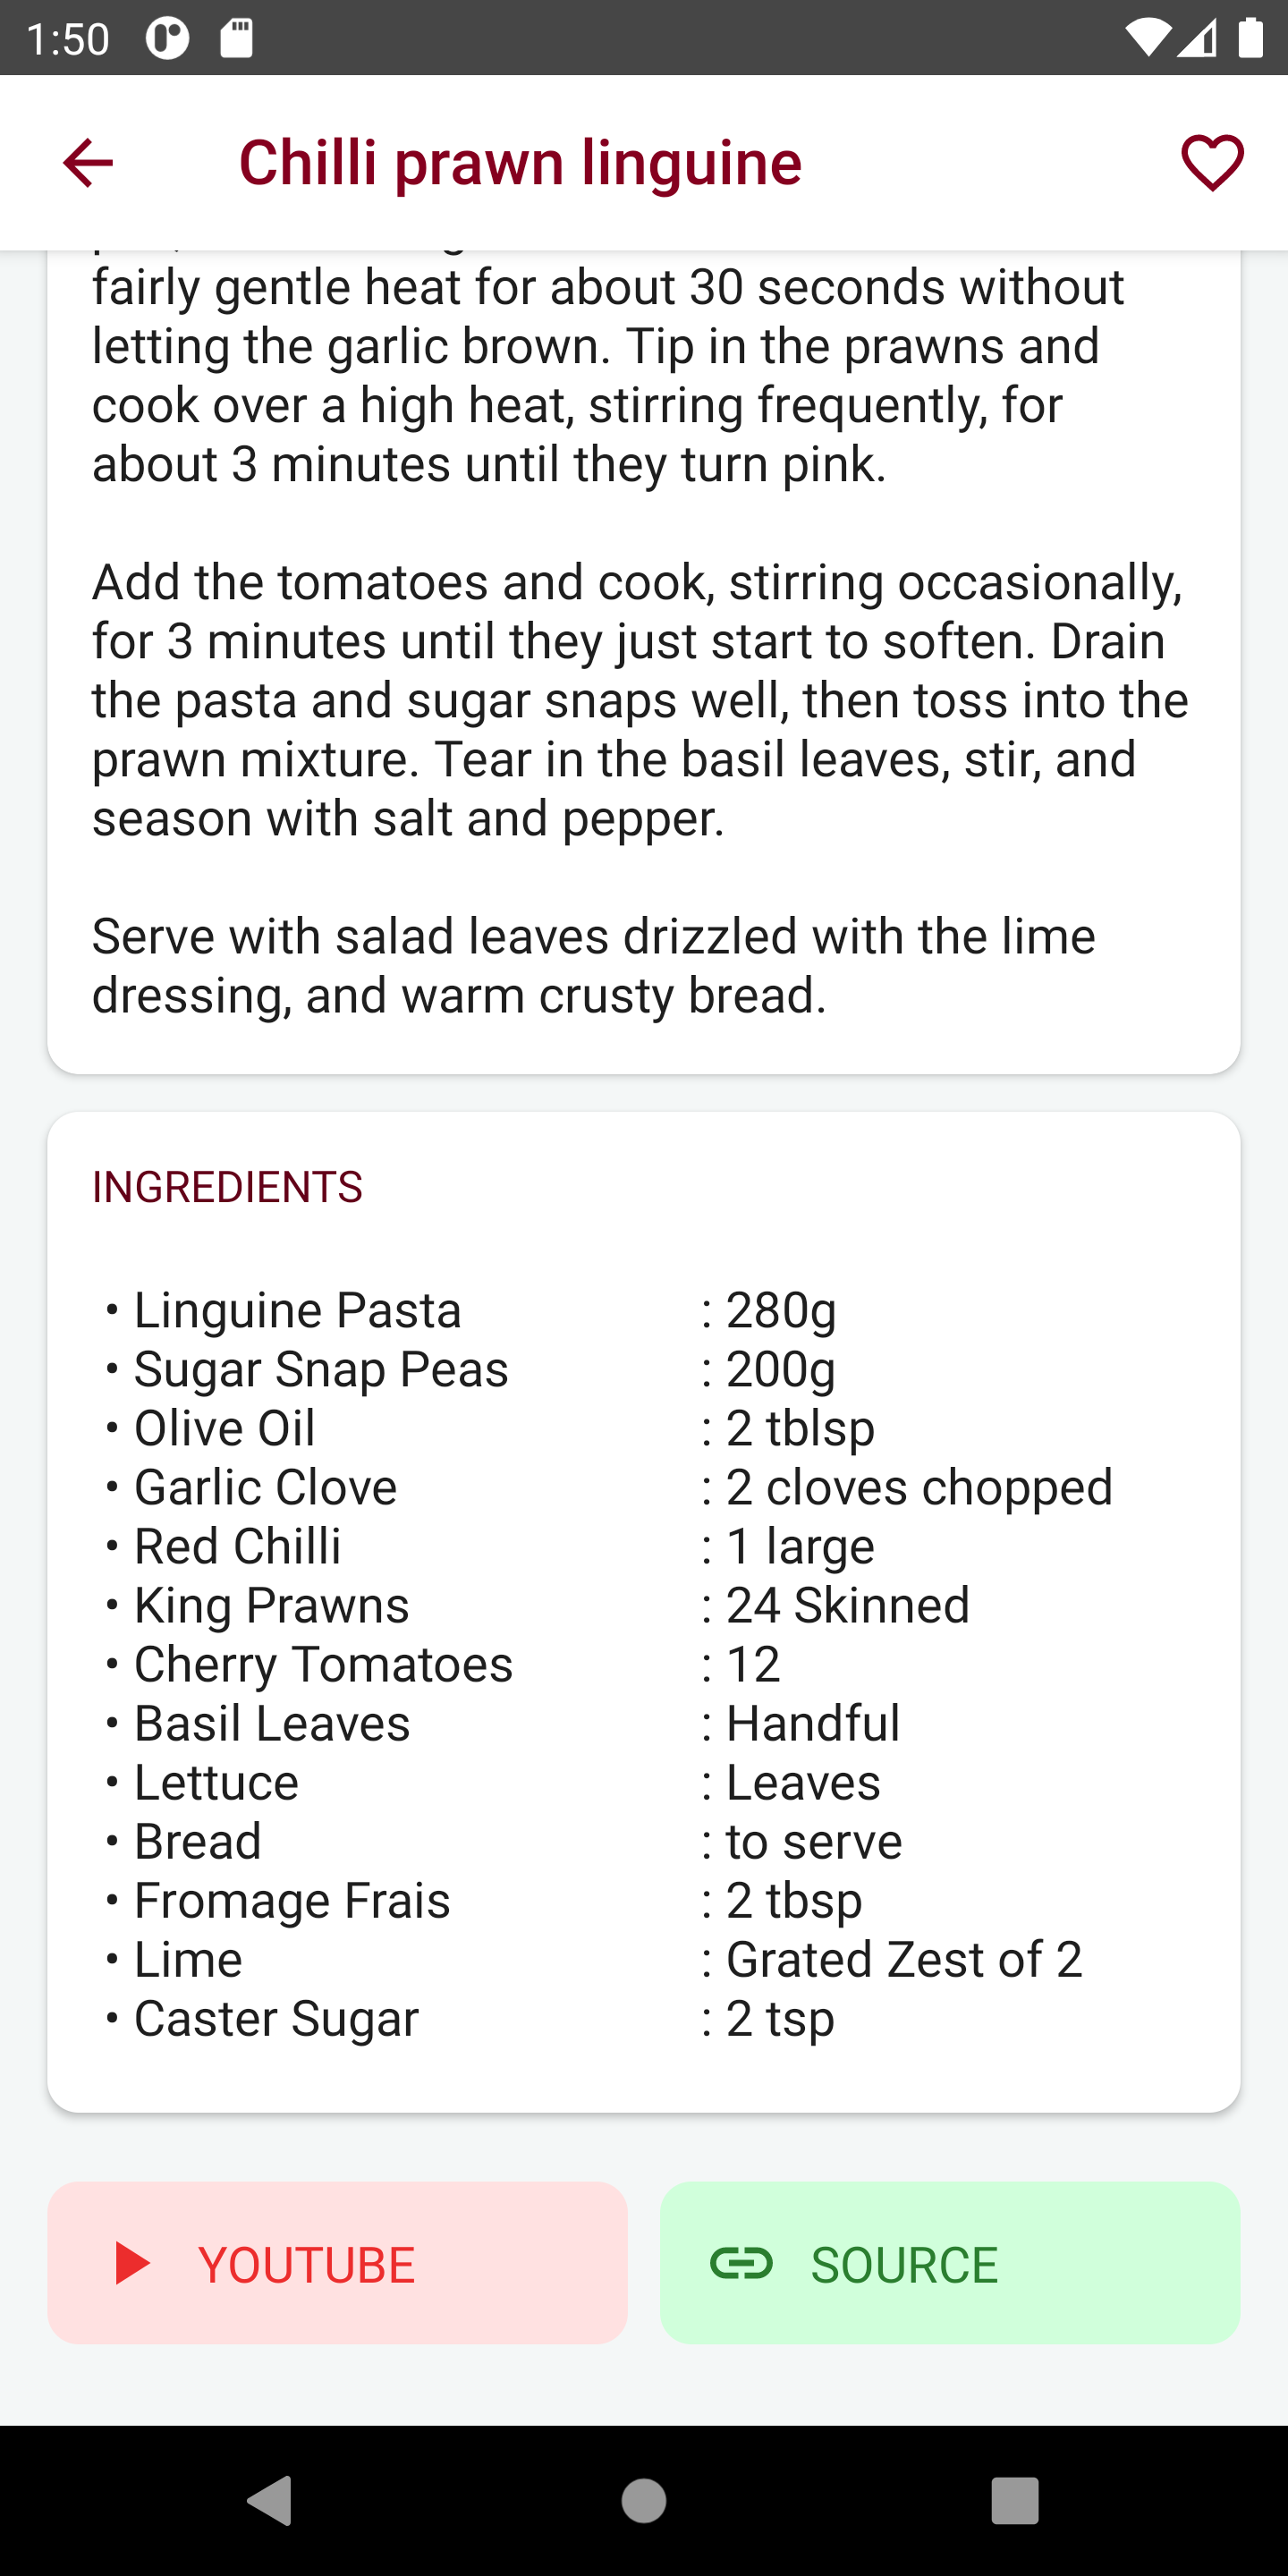 1:50
Chilli prawn linguine
fairly gentle heat for about 30 seconds without
letting the garlic brown. Tip in the prawns and
cook over a high heat, stirring frequently, for
about 3 minutes until they turn pink.
Add the tomatoes and cook, stirring occasionally,
for 3 minutes until they just start to soften. Drain
the pasta and sugar snaps well, then toss into the
prawn mixture. Tear in the basil leaves, stir, and
season with salt and pepper.
Serve with salad leaves drizzled with the lime
dressing, and warm crusty bread.
INGREDIENTS
• Linguine Pasta : 280g
• Sugar Snap Peas : 200g
• Olive Oil : 2 tblsp
• Garlic Clove : 2 cloves chopped
• Red Chilli : 1 large
• King Prawns : 24 Skinned
• Cherry Tomatoes : 12
• Basil Leaves : Handful
• Lettuce : Leaves
• Bread : to serve
• Fromage Frais : 2 tbsp
• Lime : Grated Zest of 2
• Caster Sugar : 2 tsp
YOUTUBE
SOURCE